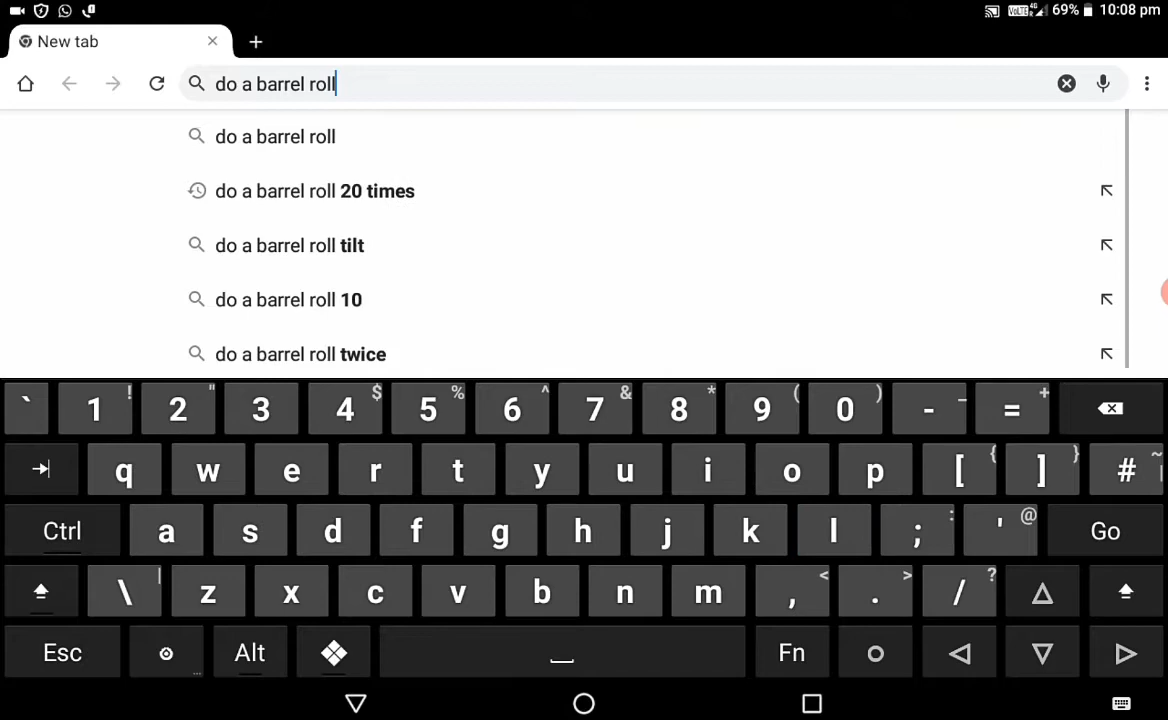 VoLTE 4G 69% 10:08 pm
New tab
do a barrel roll
do a barrel roll
do a barrel roll 20 times
do a barrel roll tilt
do a barrel roll 10
do a barrel roll twice
` 1 ! 2 " 3 4 $ 5 % 6 ^ 7 & 8 * 9 ( 0 ) - _ = +
q w e r t y u i o p [ { ] } # ~
Ctrl a s d f g h j k l ; : ' @ Go
\ | z x c v b n m , < . > / ?
Esc Alt Fn